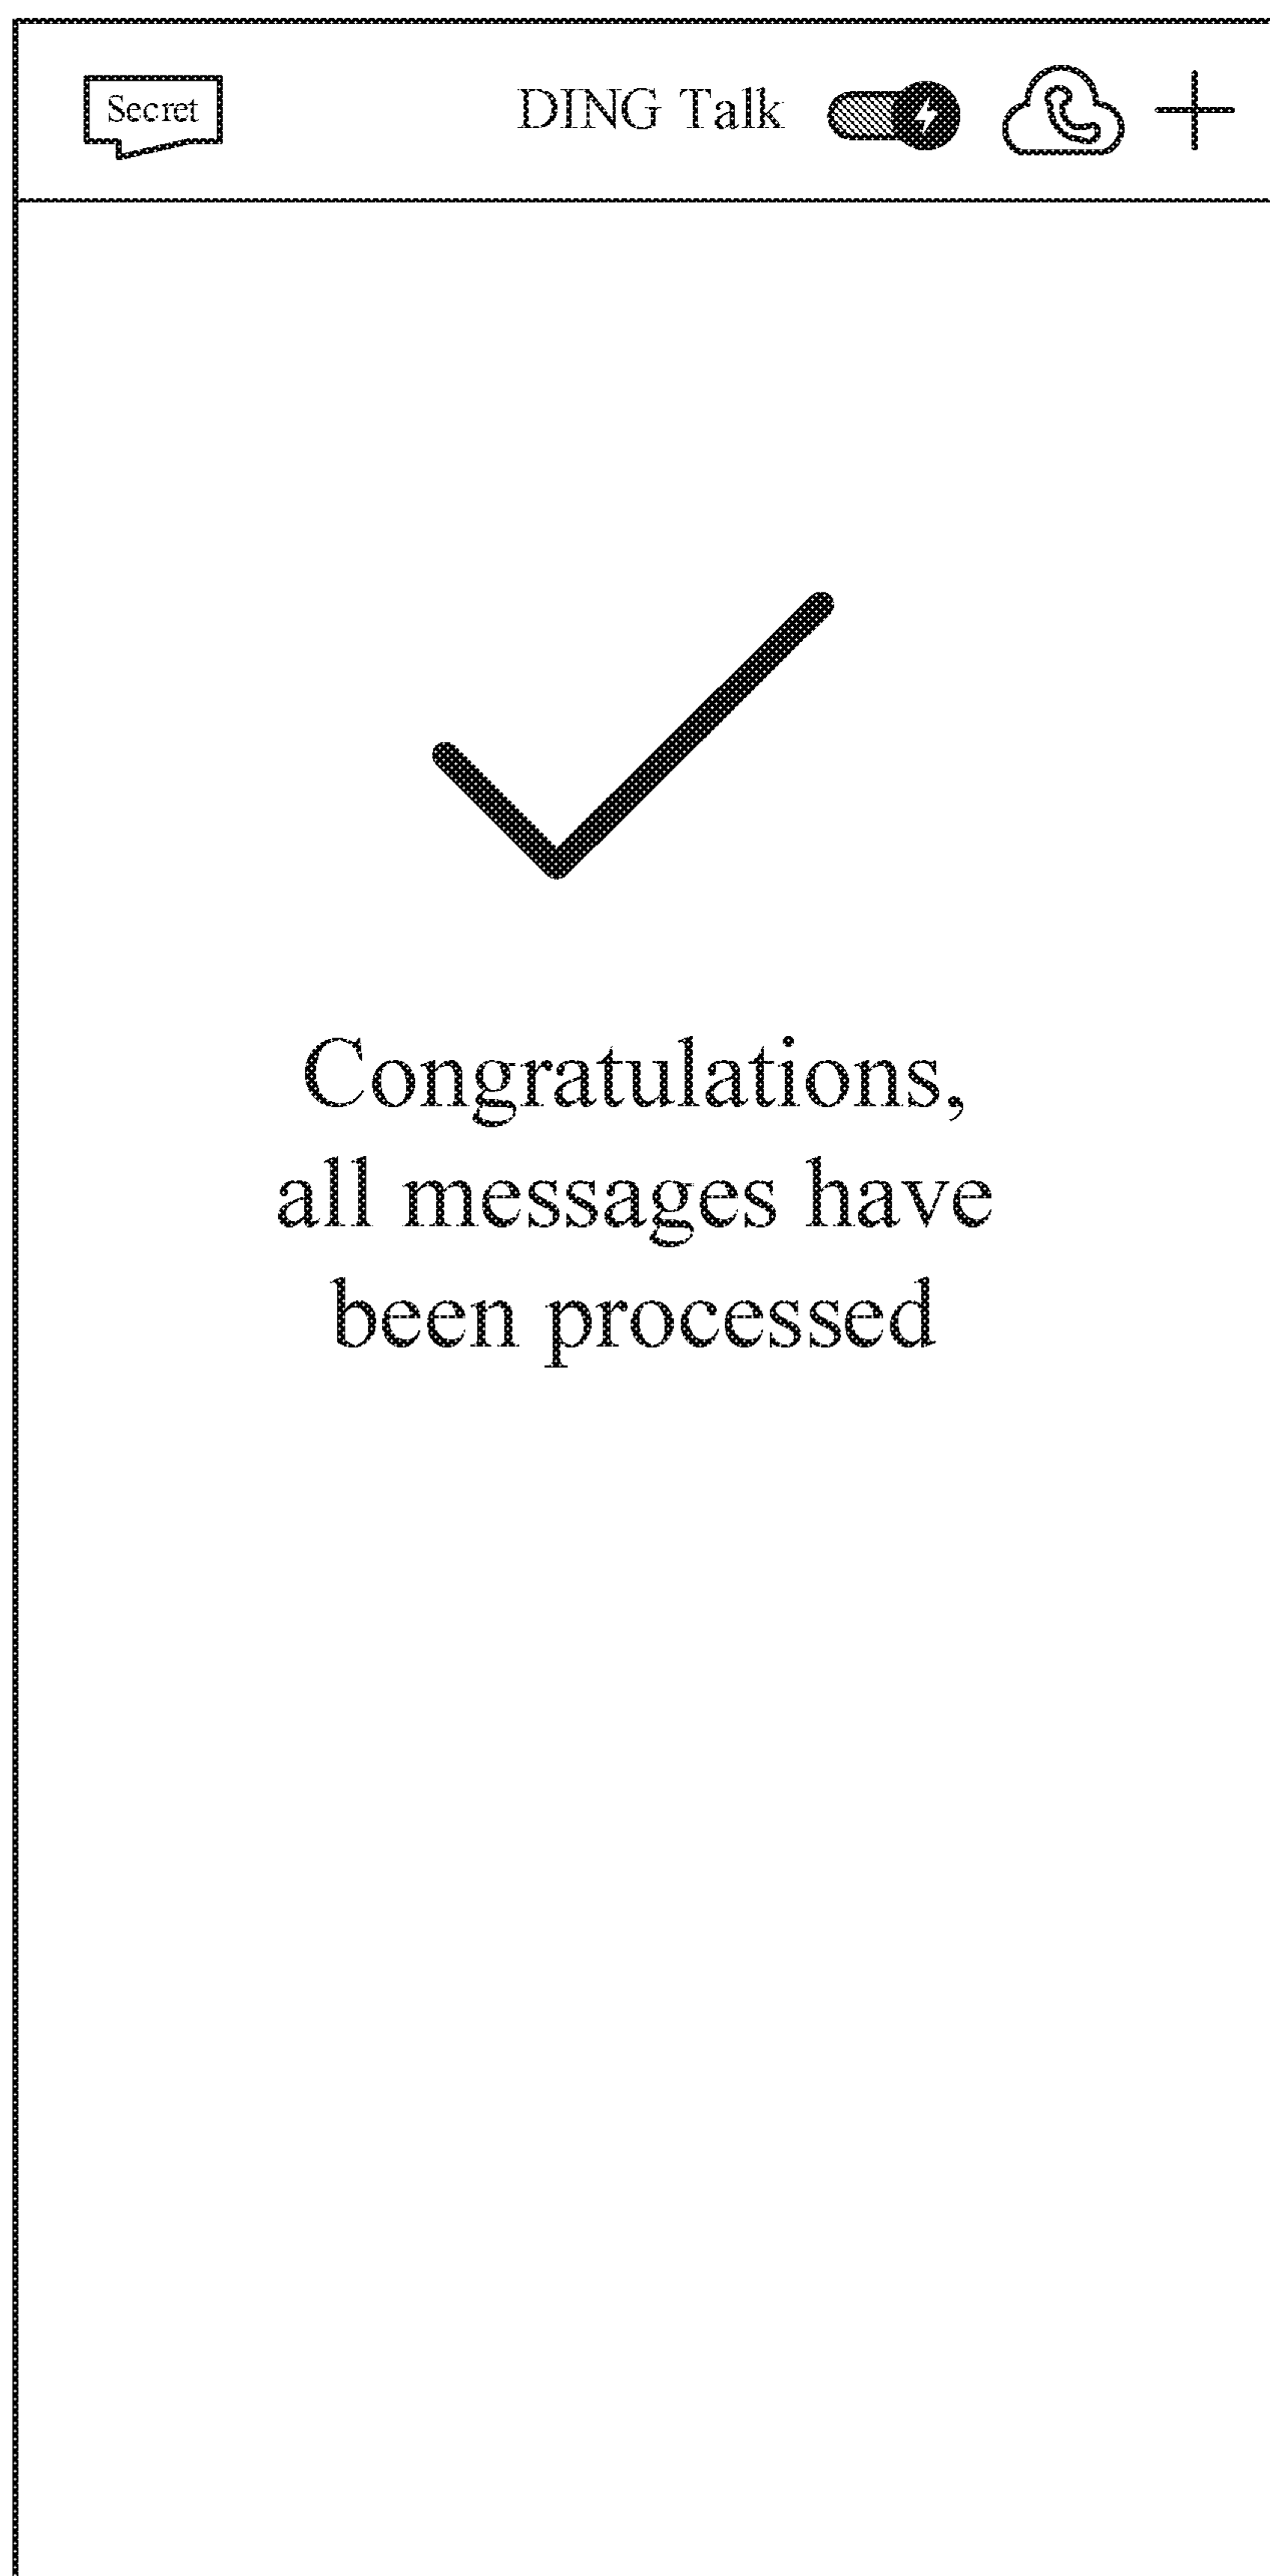 Secret
DING Talk
Congratulations,
all messages have
been processed